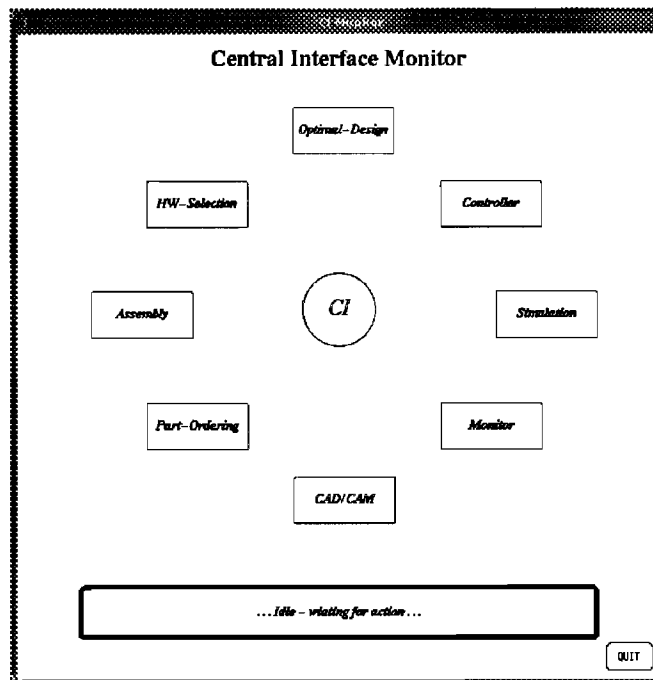 Central Interface Monitor
Optimal-Design
HW-Selection
Controller
CI
Assembly
Simulation
Part-Ordering
Monitor
CAD/CAM
...Idle - wiating for action...
QUIT